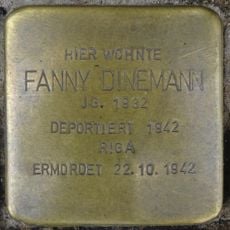 HIER WOHNTE
FANNY DINEMANN
JG. 1932
DEPORTIERT 1942
RIGA
ERMORDET 22.10.1942